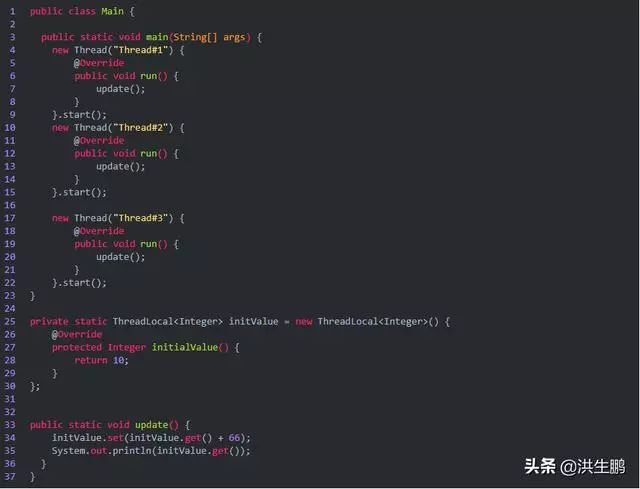 1 public class Main {
2
3 public static void main(String[] args) {
4 new Thread("Thread#1") {
5 @Override
6 public void run() {
7 update();
8 }
9 }.start();
10 new Thread("Thread#2") {
11 @Override
12 public void run() {
13 update();
14 }
15 }.start();
16
17 new Thread("Thread#3") {
18 @Override
19 public void run() {
20 update();
21 }
22 }.start();
23 }
24
25 private static ThreadLocal<Integer> initValue = new ThreadLocal<Integer>() {
26 @Override
27 protected Integer initialValue() {
28 return 10;
29 }
30 };
31
32
33 public static void update() {
34 initValue.set(initValue.get() + 66);
35 System.out.println(initValue.get());
36 }
37 }
头条 @洪生鹏